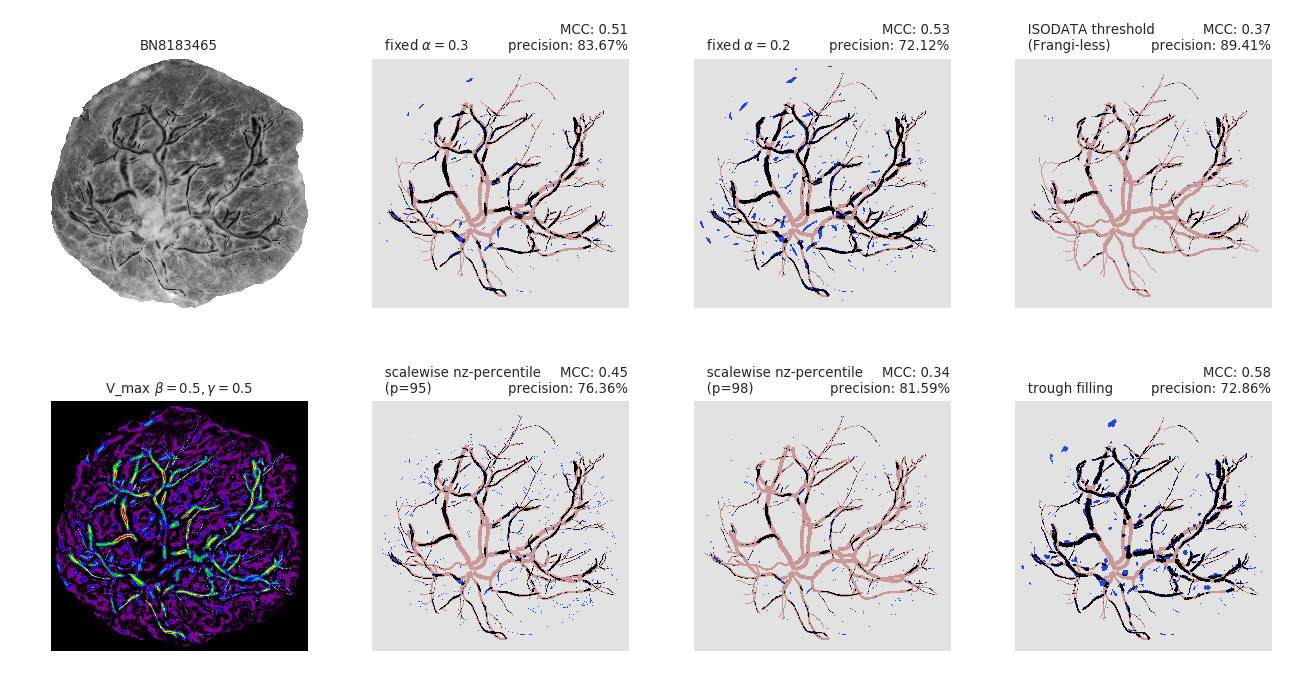 BN8183465
MCC: 0.51
fixed α = 0.3 precision: 83.67%
MCC: 0.53
fixed α = 0.2 precision: 72.12%
ISODATA threshold MCC: 0.37
(Frangi-less) precision: 89.41%
V_max β = 0.5, γ = 0.5
scalewise nz-percentile MCC: 0.45
(p=95) precision: 76.36%
scalewise nz-percentile MCC: 0.34
(p=98) precision: 81.59%
MCC: 0.58
trough filling precision: 72.86%